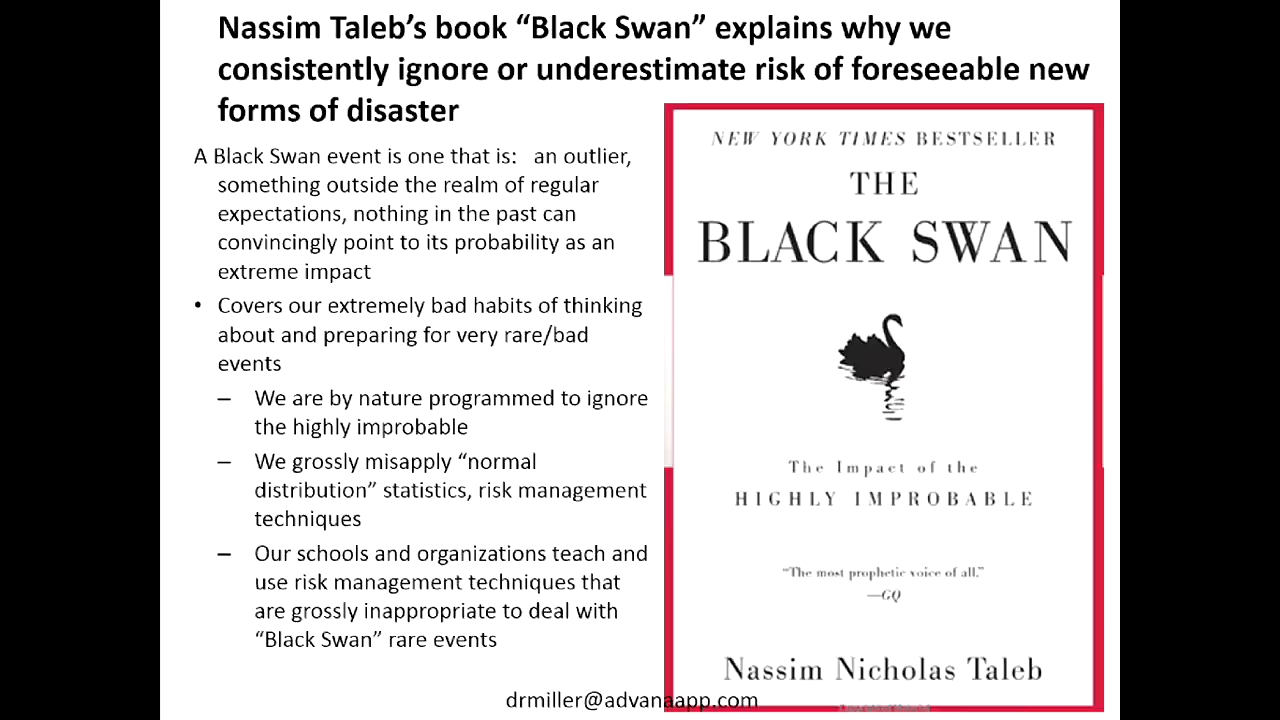 Nassim Taleb's book “Black Swan” explains why we
consistently ignore or underestimate risk of foreseeable new
forms of disaster
A Black Swan event is one that is: an outlier,
something outside the realm of regular
expectations, nothing in the past can
convincingly point to its probability as an
extreme impact
• Covers our extremely bad habits of thinking
about and preparing for very rare/bad
events
– We are by nature programmed to ignore
the highly improbable
– We grossly misapply “normal
distribution” statistics, risk management
techniques
– Our schools and organizations teach and
use risk management techniques that
are grossly inappropriate to deal with
“Black Swan” rare events
NEW YORK TIMES BESTSELLER
THE
BLACK SWAN
The Impact of the
HIGHLY IMPROBABLE
“The most prophetic voice of all.”
—GQ
Nassim Nicholas Taleb
drmiller@advanaapp.com